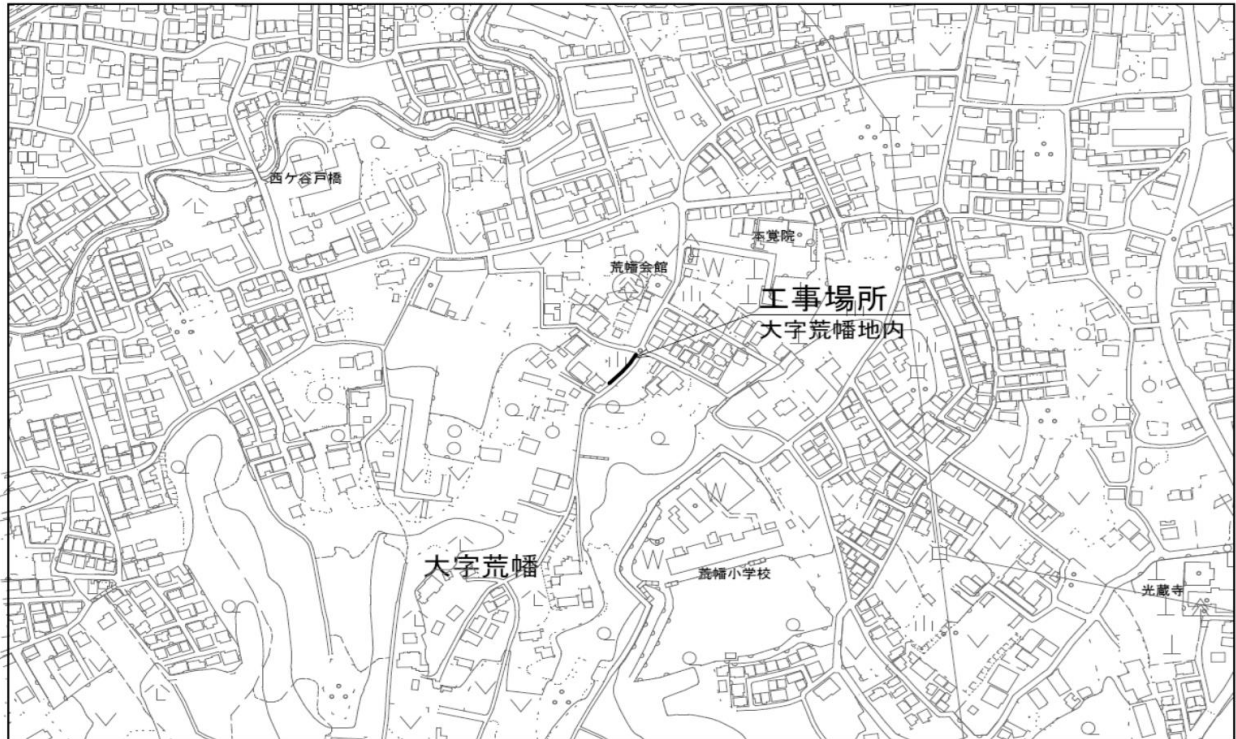 西ケ谷戸橋
本覚院
荒幡会館
工事場所
大字荒幡地内
大字荒幡
荒幡小学校
光蔵寺